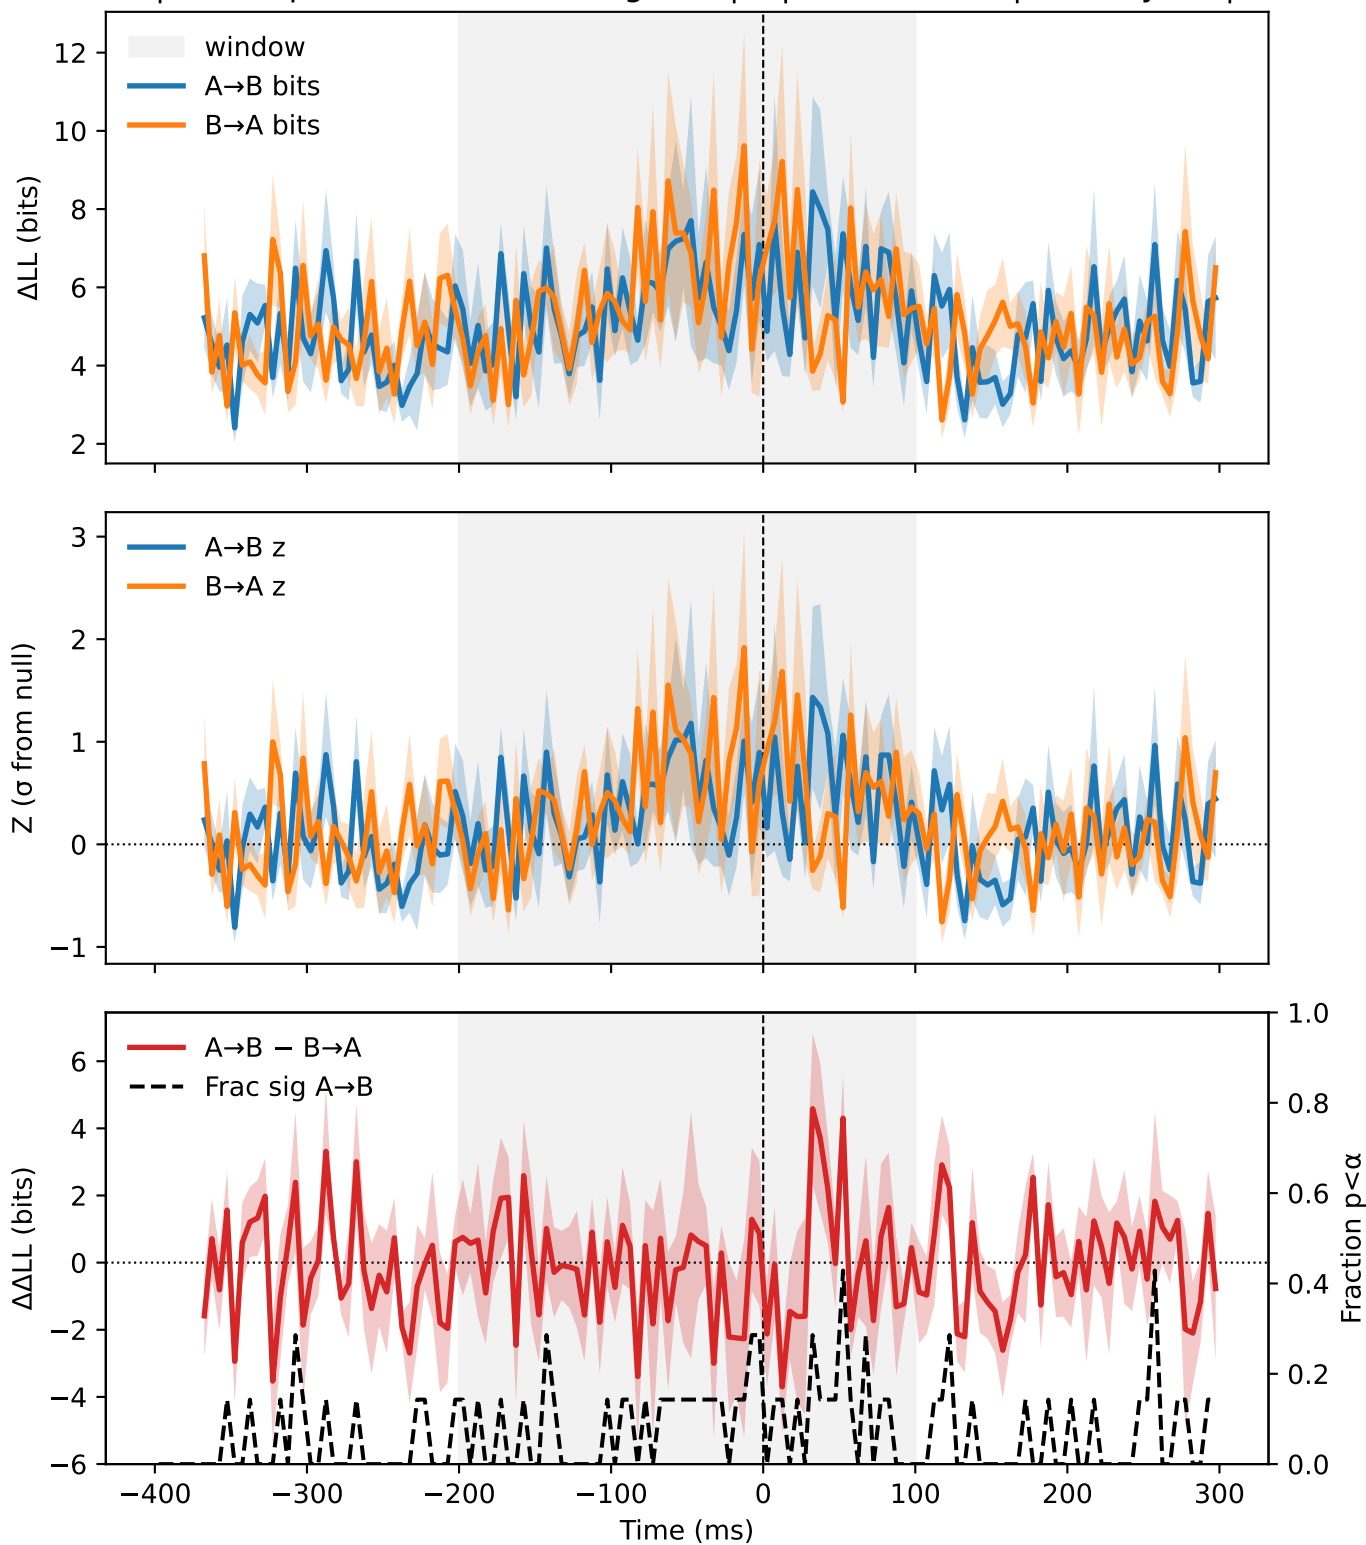 window
A→B bits
B→A bits
12
10
8
6
4
2
ΔLL (bits)
A→B z
B→A z
3
2
1
0
−1
Z (σ from null)
A→B − B→A
Frac sig A→B
6
4
2
0
−2
−4
−6
ΔΔLL (bits)
1.0
0.8
0.6
0.4
0.2
0.0
Fraction p<α
−400 −300 −200 −100 0 100 200 300
Time (ms)